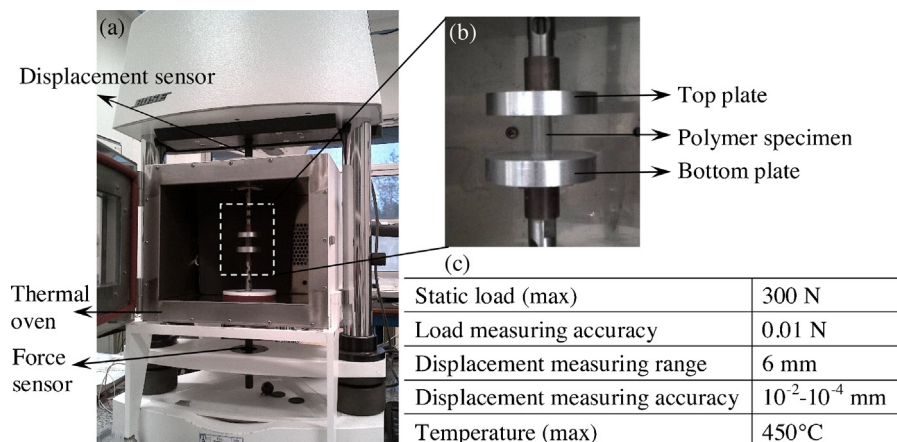 (a)
Displacement sensor
Thermal
oven
Force
sensor
(b)
Top plate
Polymer specimen
Bottom plate
(c)
Static load (max) 300 N
Load measuring accuracy 0.01 N
Displacement measuring range 6 mm
Displacement measuring accuracy 10⁻²-10⁻⁴ mm
Temperature (max) 450°C